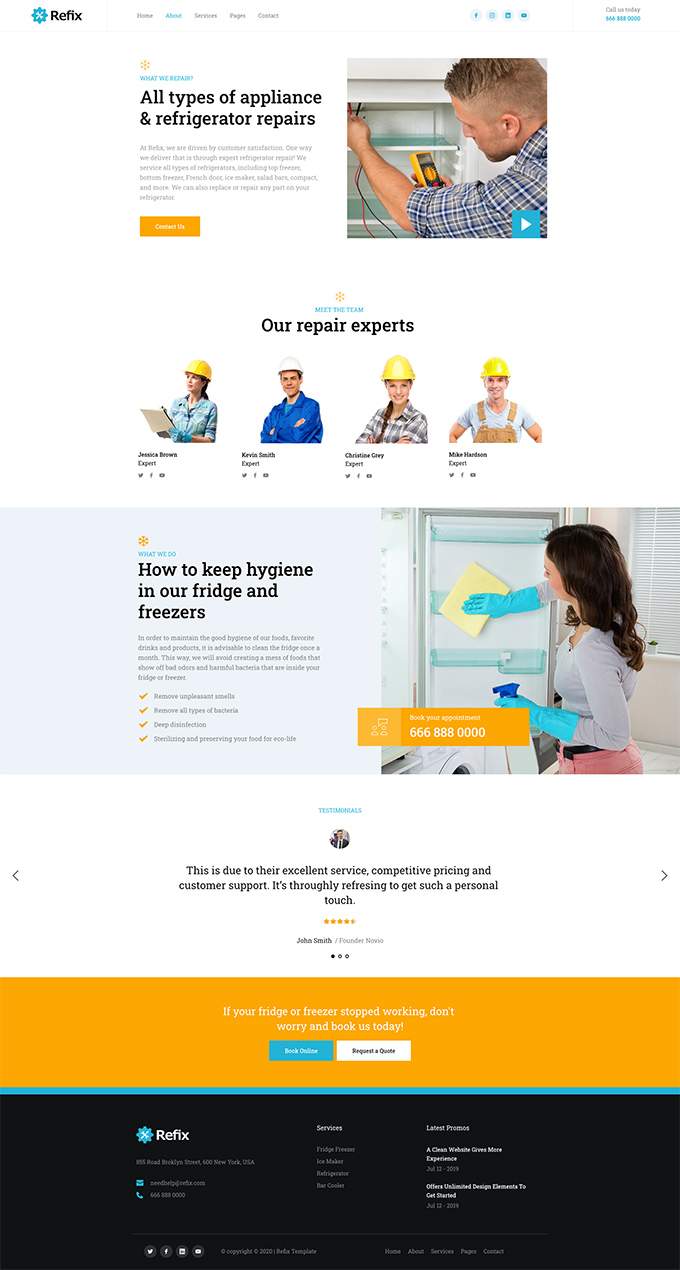 Refix
Home About Services Pages Contact
Call us today
666 888 0000
WHAT WE REPAIR?
All types of appliance
& refrigerator repairs
At Refix, we are driven by customer satisfaction. One way
we deliver that is through expert refrigerator repair! We
service all types of refrigerators, including top freezer,
bottom freezer, French door, ice maker, salad bars, compact,
and more. We can also replace or repair any part on your
refrigerator.
Contact Us
MEET THE TEAM
Our repair experts
Jessica Brown
Expert
Kevin Smith
Expert
Christine Grey
Expert
Mike Hardson
Expert
WHAT WE DO
How to keep hygiene
in our fridge and
freezers
In order to maintain the good hygiene of our foods, favorite
drinks and products, it is advisable to clean the fridge once a
month. This way, we will avoid creating a mess of foods that
show off bad odors and harmful bacteria that are inside your
fridge or freezer.
Remove unpleasant smells
Remove all types of bacteria
Deep disinfection
Sterilizing and preserving your food for eco-life
Book your appointment
666 888 0000
TESTIMONIALS
This is due to their excellent service, competitive pricing and
customer support. It's throughly refresing to get such a personal
touch.
John Smith / Founder Novio
If your fridge or freezer stopped working, don't
worry and book us today!
Book Online
Request a Quote
Refix
855 Road Broklyn Street, 600 New York, USA
needhelp@refix.com
666 888 0000
Services
Fridge Freezer
Ice Maker
Refrigerator
Bar Cooler
Latest Promos
A Clean Website Gives More
Experience
Jul 12 - 2019
Offers Unlimited Design Elements To
Get Started
Jul 12 - 2019
© copyright © 2020 | Refix Template
Home About Services Pages Contact